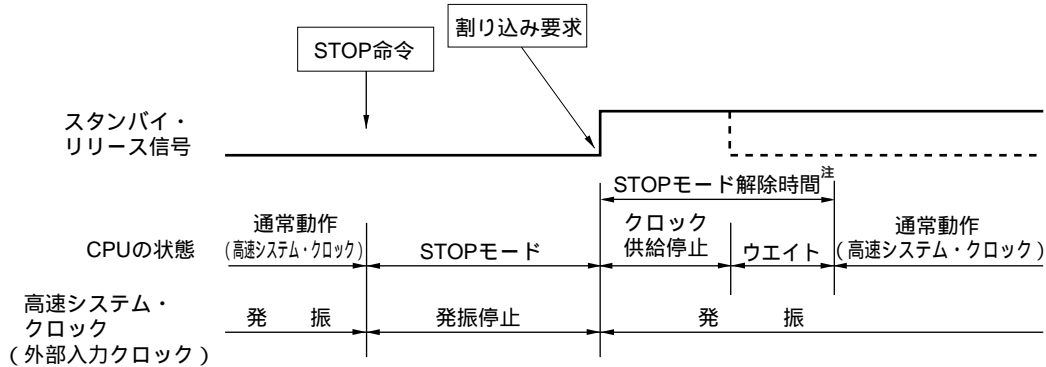 STOP命令
割り込み要求
スタンバイ・
リリース信号
STOPモード解除時間注
CPUの状態
通常動作
(高速システム・クロック)
STOPモード
クロック
供給停止
ウエイト
通常動作
(高速システム・クロック)
高速システム・
クロック
(外部入力クロック)
発 振
発振停止
発 振